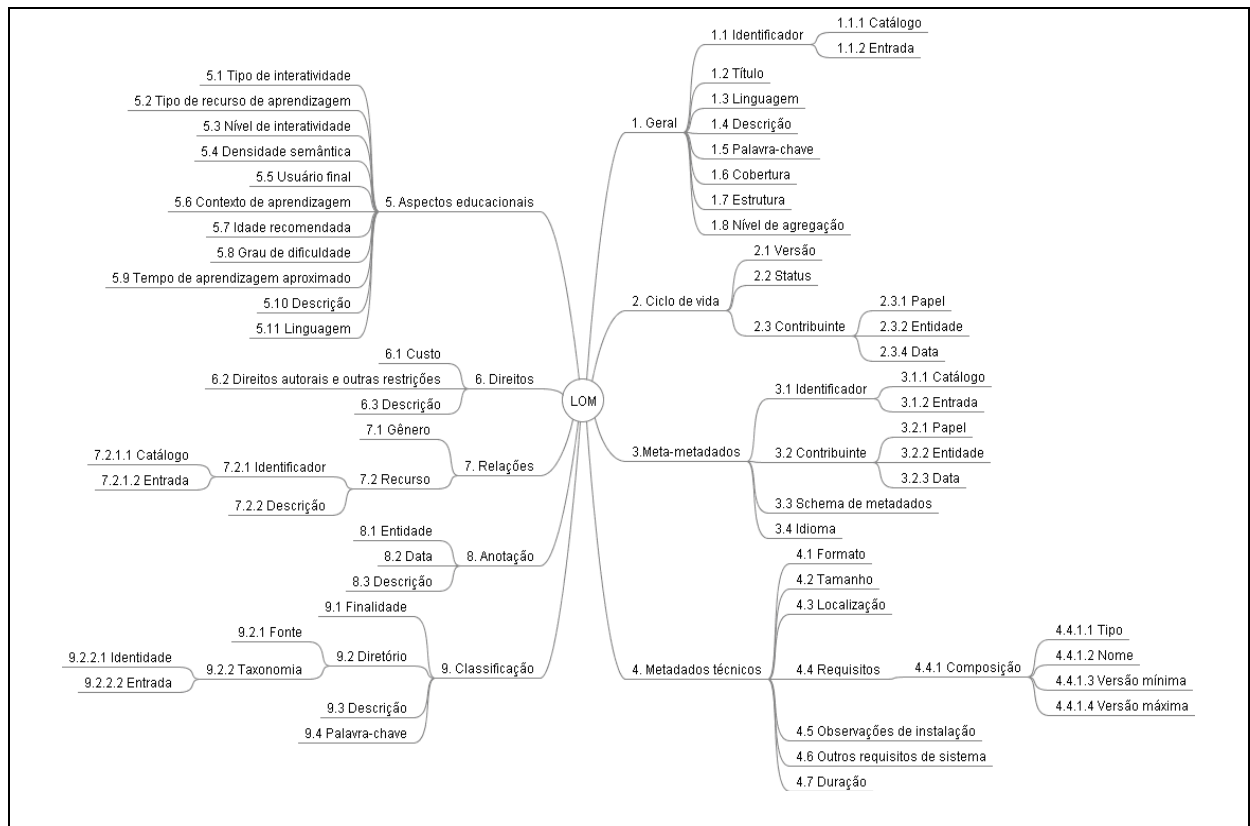 LOM
1. Geral
1.1 Identificador
1.1.1 Catálogo
1.1.2 Entrada
1.2 Título
1.3 Linguagem
1.4 Descrição
1.5 Palavra-chave
1.6 Cobertura
1.7 Estrutura
1.8 Nível de agregação
2. Ciclo de vida
2.1 Versão
2.2 Status
2.3 Contribuinte
2.3.1 Papel
2.3.2 Entidade
2.3.4 Data
3.Meta-metadados
3.1 Identificador
3.1.1 Catálogo
3.1.2 Entrada
3.2 Contribuinte
3.2.1 Papel
3.2.2 Entidade
3.2.3 Data
3.3 Schema de metadados
3.4 Idioma
4. Metadados técnicos
4.1 Formato
4.2 Tamanho
4.3 Localização
4.4 Requisitos
4.4.1 Composição
4.4.1.1 Tipo
4.4.1.2 Nome
4.4.1.3 Versão mínima
4.4.1.4 Versão máxima
4.5 Observações de instalação
4.6 Outros requisitos de sistema
4.7 Duração
5. Aspectos educacionais
5.1 Tipo de interatividade
5.2 Tipo de recurso de aprendizagem
5.3 Nível de interatividade
5.4 Densidade semântica
5.5 Usuário final
5.6 Contexto de aprendizagem
5.7 Idade recomendada
5.8 Grau de dificuldade
5.9 Tempo de aprendizagem aproximado
5.10 Descrição
5.11 Linguagem
6. Direitos
6.1 Custo
6.2 Direitos autorais e outras restrições
6.3 Descrição
7. Relações
7.1 Gênero
7.2 Recurso
7.2.1 Identificador
7.2.1.1 Catálogo
7.2.1.2 Entrada
7.2.2 Descrição
8. Anotação
8.1 Entidade
8.2 Data
8.3 Descrição
9. Classificação
9.1 Finalidade
9.2 Diretório
9.2.1 Fonte
9.2.2 Taxonomia
9.2.2.1 Identidade
9.2.2.2 Entrada
9.3 Descrição
9.4 Palavra-chave